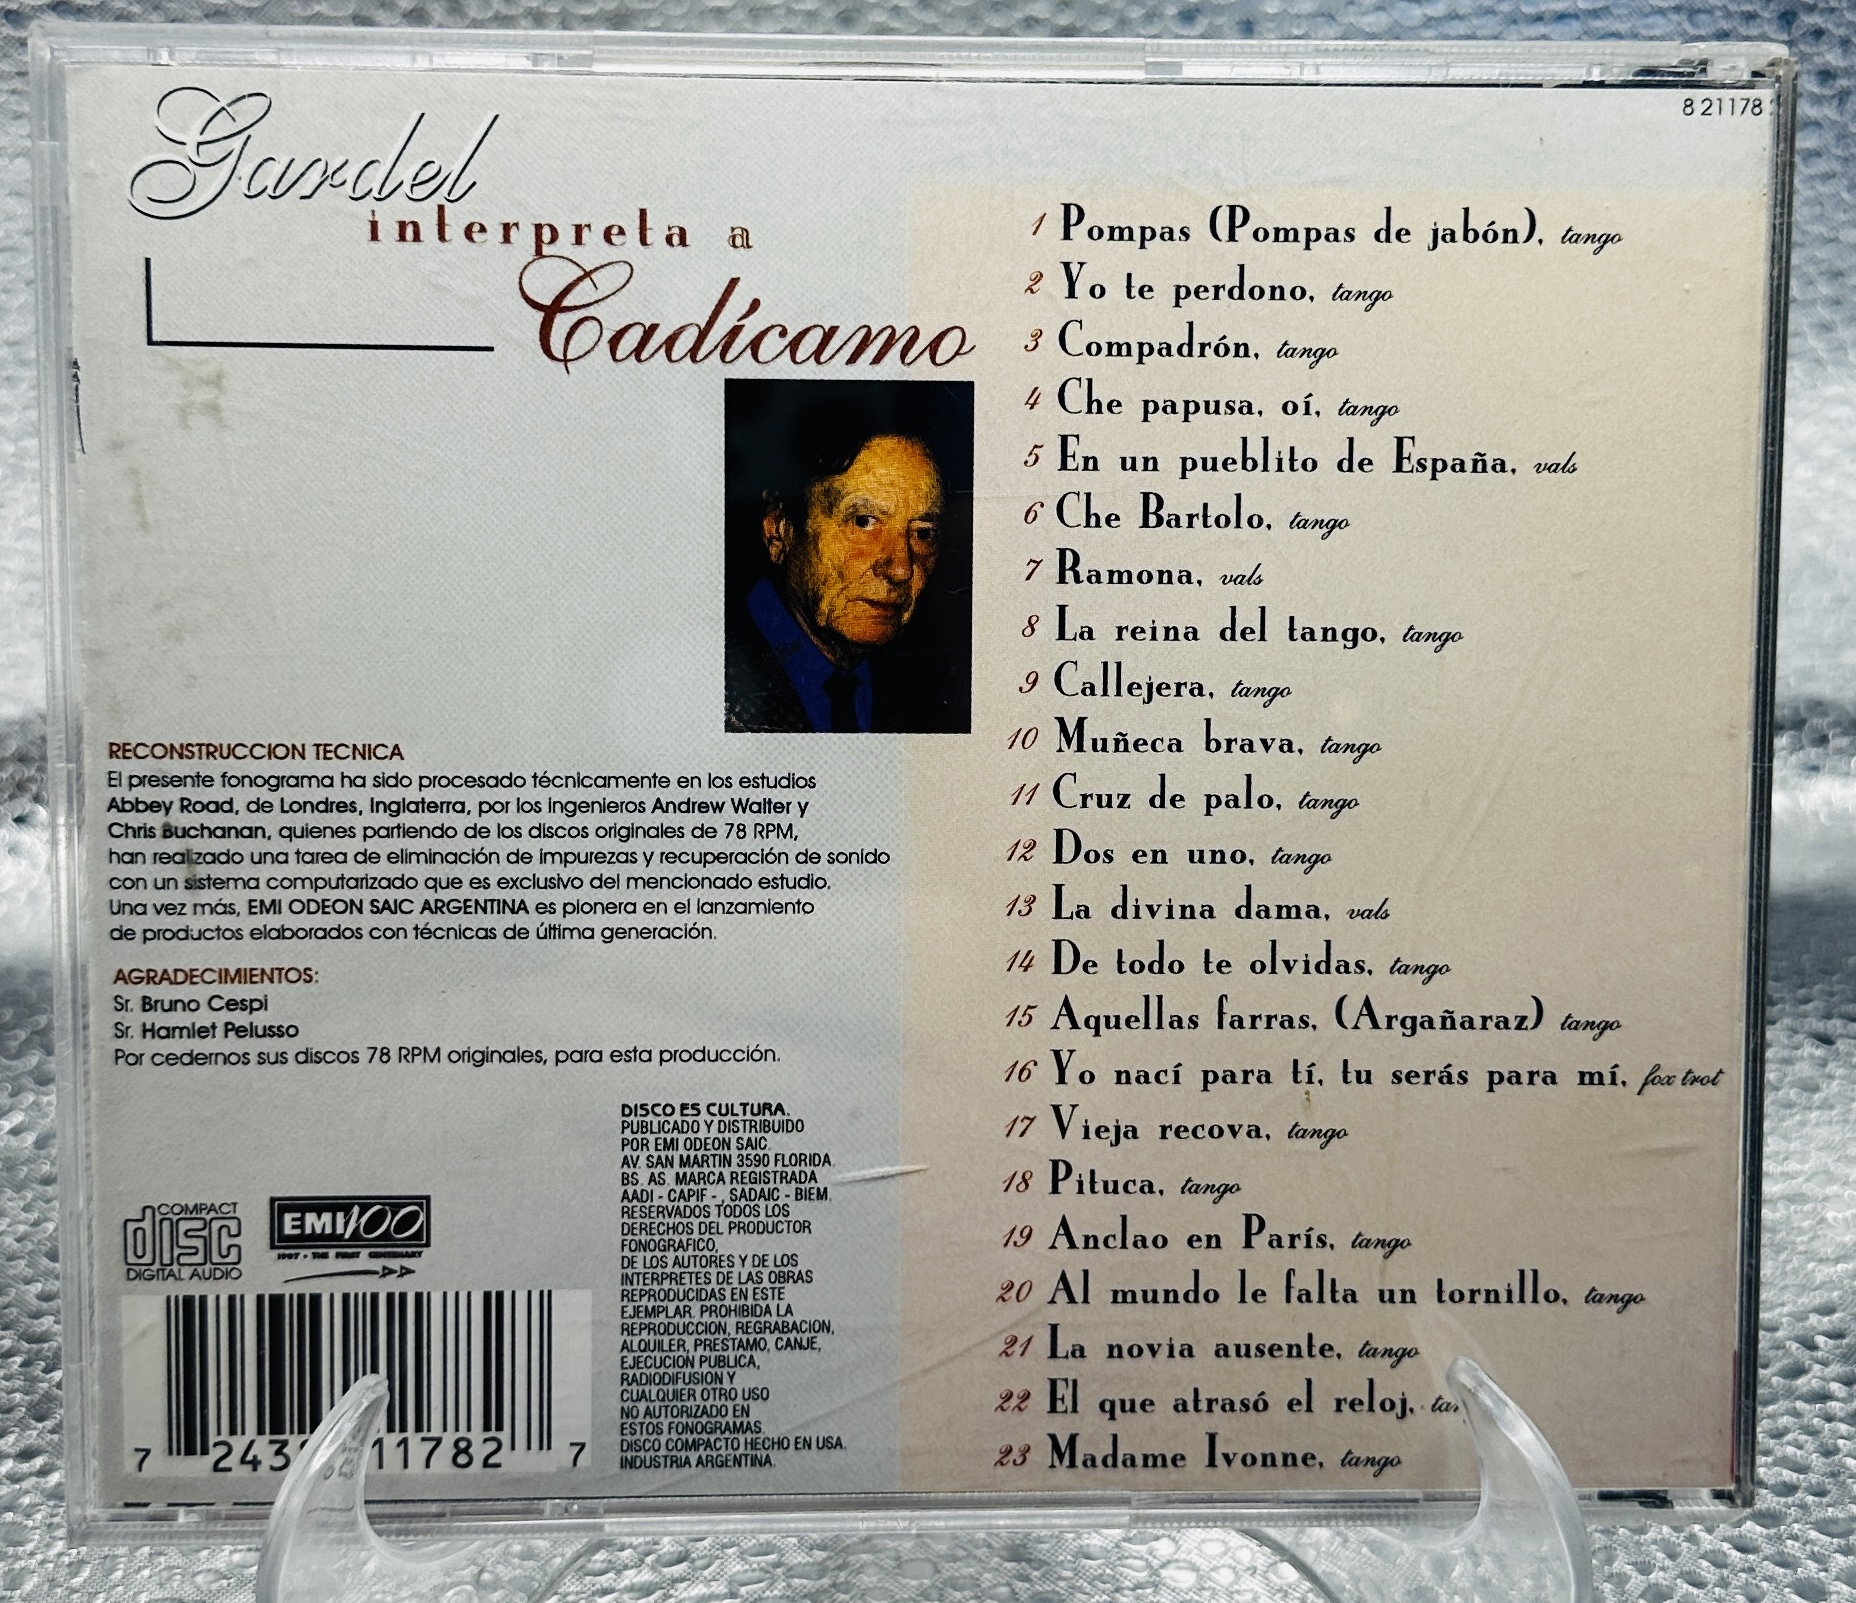 8 21178 2
Gardel
interpreta a
Cadícamo
1 Pompas (Pompas de jabón), tango
2 Yo te perdono, tango
3 Compadrón, tango
4 Che papusa, oí, tango
5 En un pueblito de España, vals
6 Che Bartolo, tango
7 Ramona, vals
8 La reina del tango, tango
9 Callejera, tango
10 Muñeca brava, tango
11 Cruz de palo, tango
12 Dos en uno, tango
13 La divina dama, vals
14 De todo te olvidas, tango
15 Aquellas farras, (Argañaraz) tango
16 Yo nací para tí, tu serás para mí, fox trot
17 Vieja recova, tango
18 Pituca, tango
19 Anclao en París, tango
20 Al mundo le falta un tornillo, tango
21 La novia ausente, tango
22 El que atrasó el reloj,
23 Madame Ivonne, tango
RECONSTRUCCION TECNICA
El presente fonograma ha sido procesado técnicamente en los estudios
Abbey Road, de Londres, Inglaterra, por los ingenieros Andrew Walter y
Chris Buchanan, quienes partiendo de los discos originales de 78 RPM,
han realizado una tarea de eliminación de impurezas y recuperación de sonido
con un sistema computarizado que es exclusivo del mencionado estudio.
Una vez más, EMI ODEON SAIC ARGENTINA es pionera en el lanzamiento
de productos elaborados con técnicas de última generación.
AGRADECIMIENTOS:
Sr. Bruno Cespi
Sr. Hamlet Pelusso
Por cedernos sus discos 78 RPM originales, para esta producción.
DISCO ES CULTURA.
PUBLICADO Y DISTRIBUIDO
POR EMI ODEON SAIC.
AV. SAN MARTIN 3590 FLORIDA.
BS. AS. MARCA REGISTRADA
AADI - CAPIF - , SADAIC - BIEM.
RESERVADOS TODOS LOS
DERECHOS DEL PRODUCTOR
FONOGRAFICO,
DE LOS AUTORES Y DE LOS
INTERPRETES DE LAS OBRAS
REPRODUCIDAS EN ESTE
EJEMPLAR. PROHIBIDA LA
REPRODUCCION, REGRABACION,
ALQUILER, PRESTAMO, CANJE,
EJECUCION PUBLICA,
RADIODIFUSION Y
CUALQUIER OTRO USO
NO AUTORIZADO EN
ESTOS FONOGRAMAS.
DISCO COMPACTO HECHO EN USA.
INDUSTRIA ARGENTINA.
COMPACT
disc
DIGITAL AUDIO
EMI 100
1997 • THE FIRST CENTENARY
7 243 11782 7